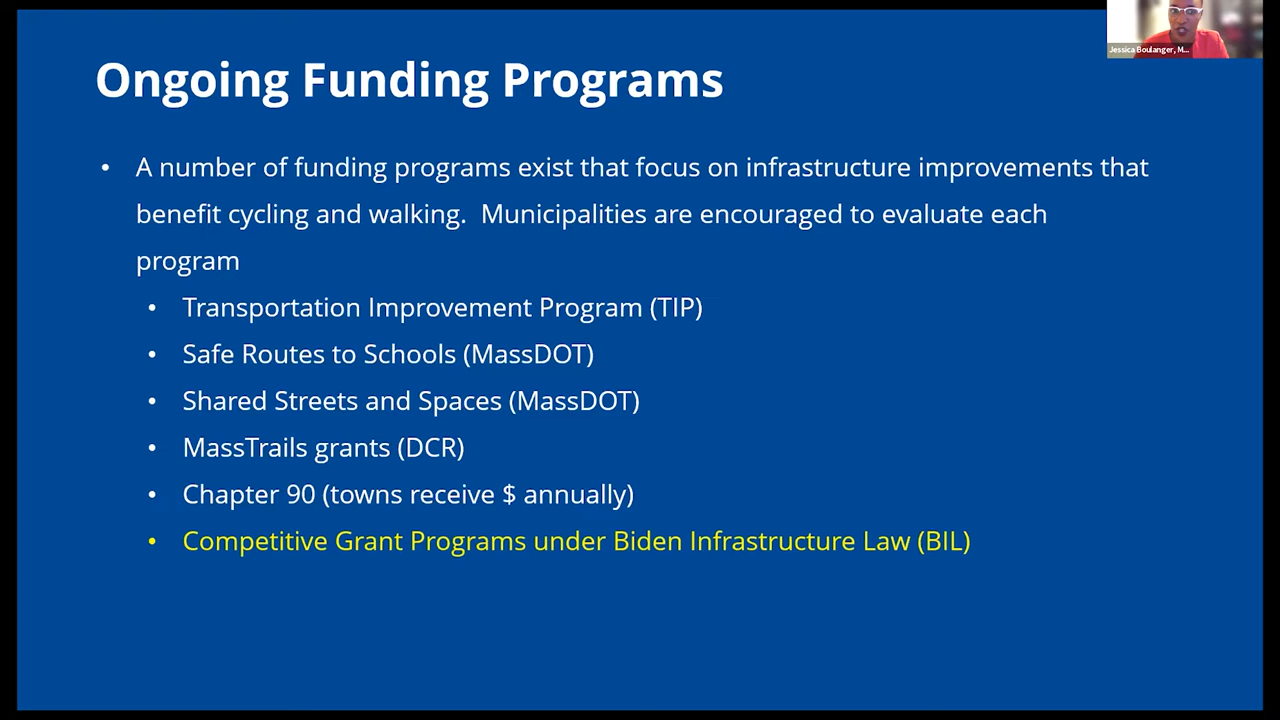 Jessica Boulanger, M...
Ongoing Funding Programs
• A number of funding programs exist that focus on infrastructure improvements that
benefit cycling and walking. Municipalities are encouraged to evaluate each
program
• Transportation Improvement Program (TIP)
• Safe Routes to Schools (MassDOT)
• Shared Streets and Spaces (MassDOT)
• MassTrails grants (DCR)
• Chapter 90 (towns receive $ annually)
• Competitive Grant Programs under Biden Infrastructure Law (BIL)